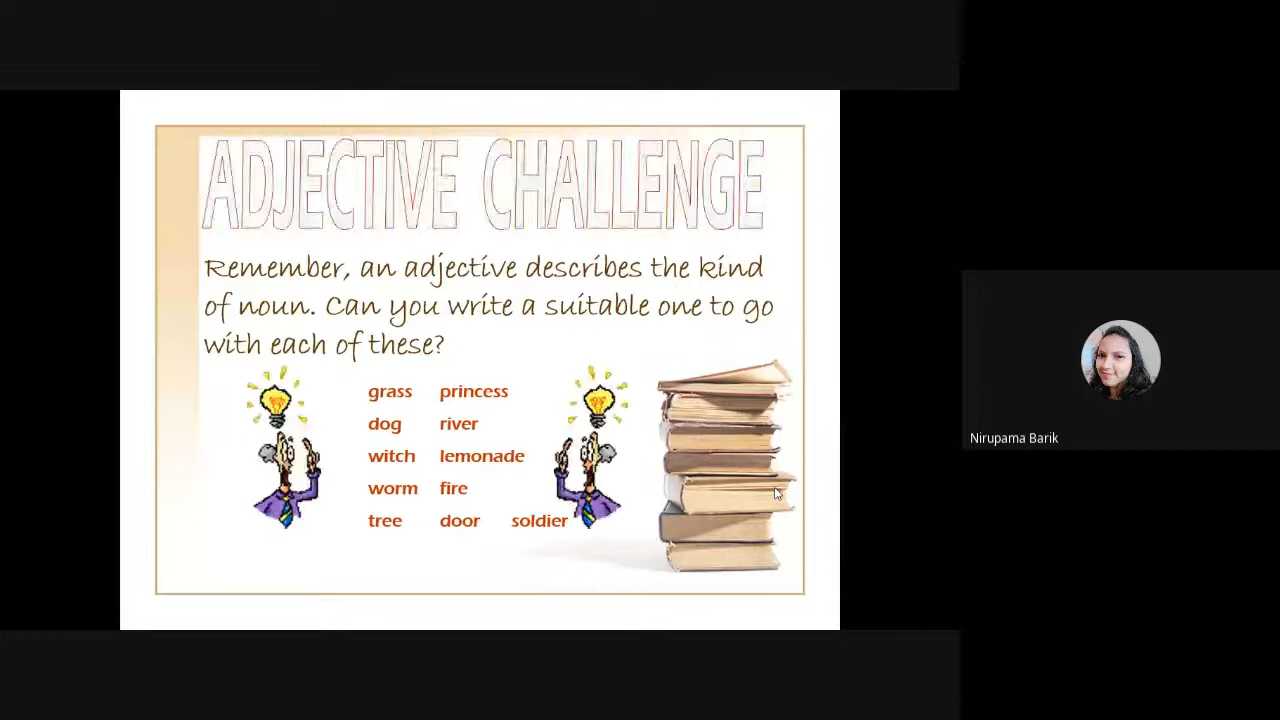 ADJECTIVE CHALLENGE
Remember, an adjective describes the kind
of noun. Can you write a suitable one to go
with each of these?
grass princess
dog river
witch lemonade
worm fire
tree door soldier
Nirupama Barik